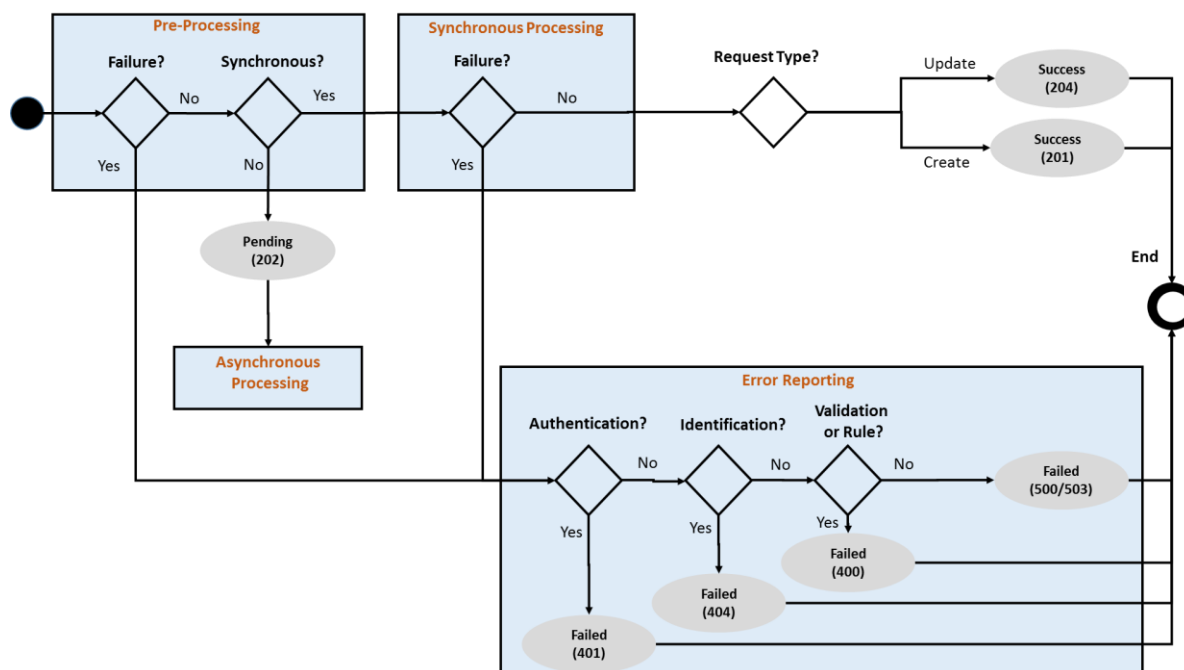 Pre-Processing
Synchronous Processing
Failure?
Synchronous?
Failure?
Request Type?
Update
Success
(204)
No
Yes
No
Success
(201)
Yes
No
Yes
Create
Pending
(202)
End
Asynchronous
Processing
Error Reporting
Authentication?
Identification?
Validation
or Rule?
No
No
No
Failed
(500/503)
Yes
Yes
Yes
Failed
(400)
Failed
(404)
Failed
(401)